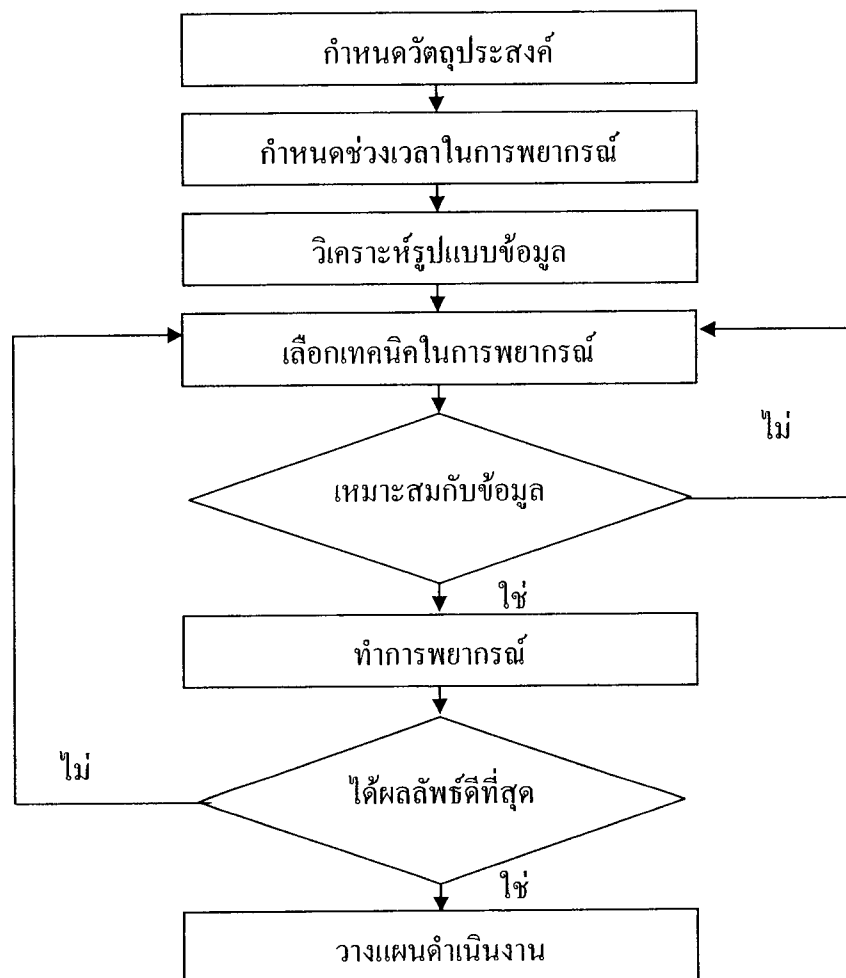 กำหนดวัตถุประสงค์
กำหนดช่วงเวลาในการพยากรณ์
วิเคราะห์รูปแบบข้อมูล
เลือกเทคนิคในการพยากรณ์
ไม่
เหมาะสมกับข้อมูล
ใช่
ทำการพยากรณ์
ไม่
ได้ผลลัพธ์ดีที่สุด
ใช่
วางแผนดำเนินงาน